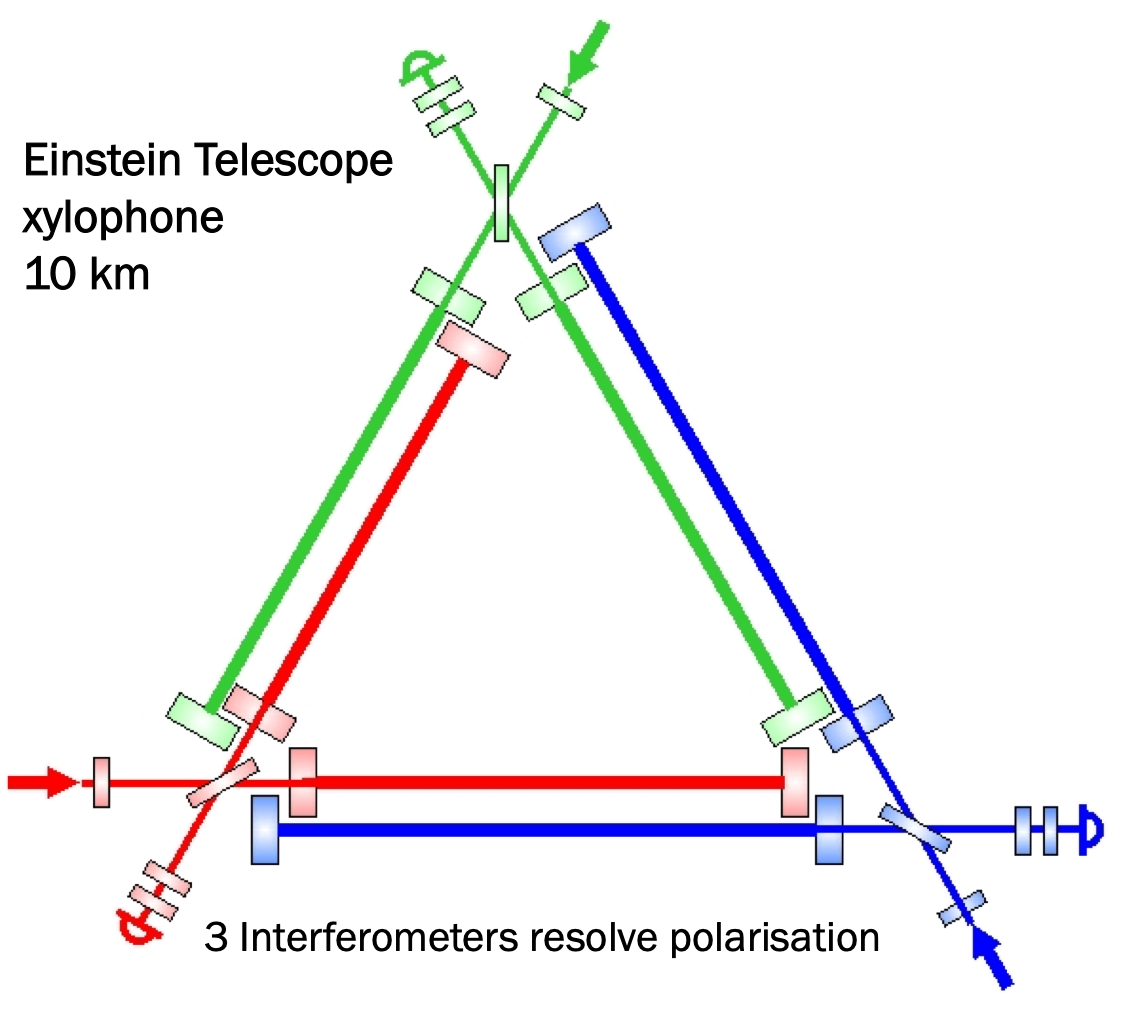 Einstein Telescope
xylophone
10 km
3 Interferometers resolve polarisation